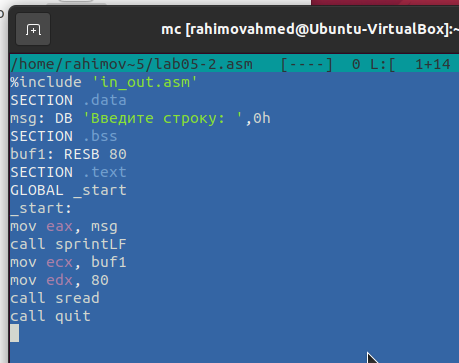 mc [rahimovahmed@Ubuntu-VirtualBox]:~
/home/rahimov~5/lab05-2.asm   [----]  0 L:[  1+14
%include 'in_out.asm'
SECTION .data
msg: DB 'Введите строку: ',0h
SECTION .bss
buf1: RESB 80
SECTION .text
GLOBAL _start
_start:
mov eax, msg
call sprintLF
mov ecx, buf1
mov edx, 80
call sread
call quit